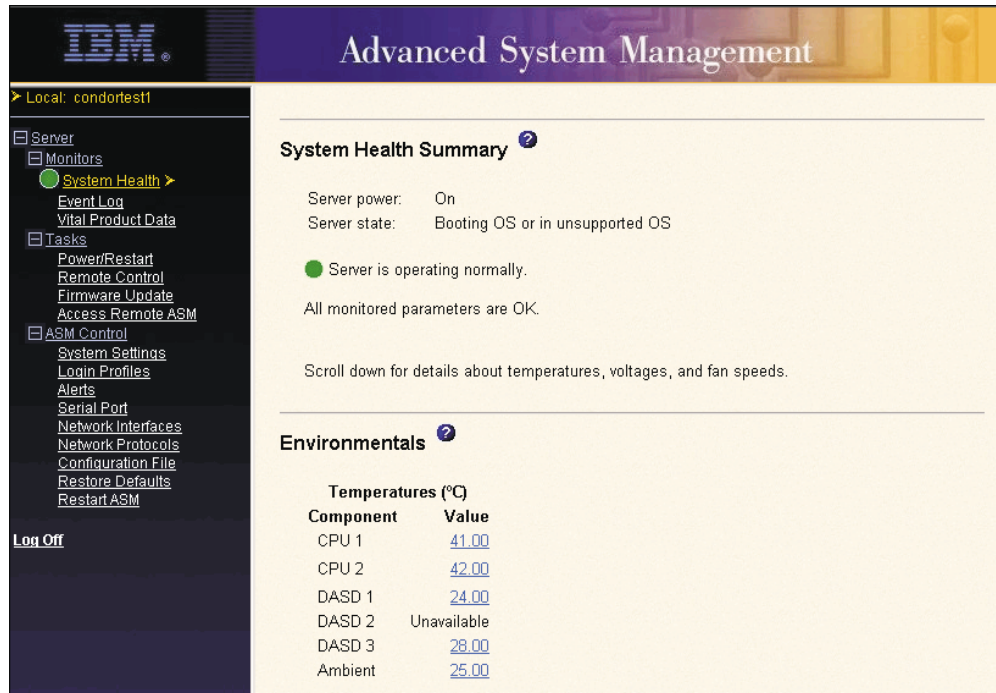 IBM®
Advanced System Management
Local: condortest1
Server
Monitors
System Health
Event Log
Vital Product Data
Tasks
Power/Restart
Remote Control
Firmware Update
Access Remote ASM
ASM Control
System Settings
Login Profiles
Alerts
Serial Port
Network Interfaces
Network Protocols
Configuration File
Restore Defaults
Restart ASM
Log Off
System Health Summary ?
Server power: On
Server state: Booting OS or in unsupported OS
Server is operating normally.
All monitored parameters are OK.
Scroll down for details about temperatures, voltages, and fan speeds.
Environmentals ?
Temperatures (ºC)
Component Value
CPU 1 41.00
CPU 2 42.00
DASD 1 24.00
DASD 2 Unavailable
DASD 3 28.00
Ambient 25.00